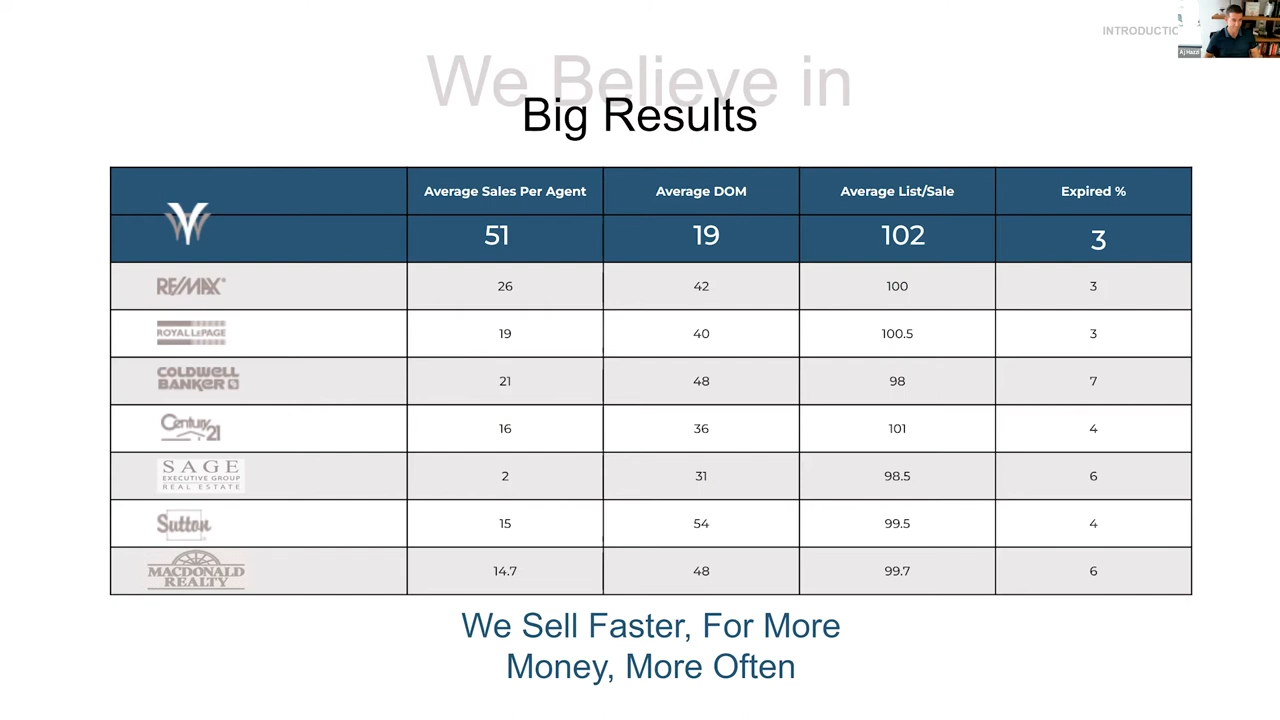 INTRODUCTIO
Aj Hazzi
We Believe in
Big Results
Average Sales Per Agent Average DOM Average List/Sale Expired %
51 19 102 3
RE/MAX 26 42 100 3
ROYAL LEPAGE 19 40 100.5 3
COLDWELL
BANKER 21 48 98 7
Century 21 16 36 101 4
SAGE
EXECUTIVE GROUP
REAL ESTATE 2 31 98.5 6
Sutton 15 54 99.5 4
MACDONALD
REALTY 14.7 48 99.7 6
We Sell Faster, For More
Money, More Often